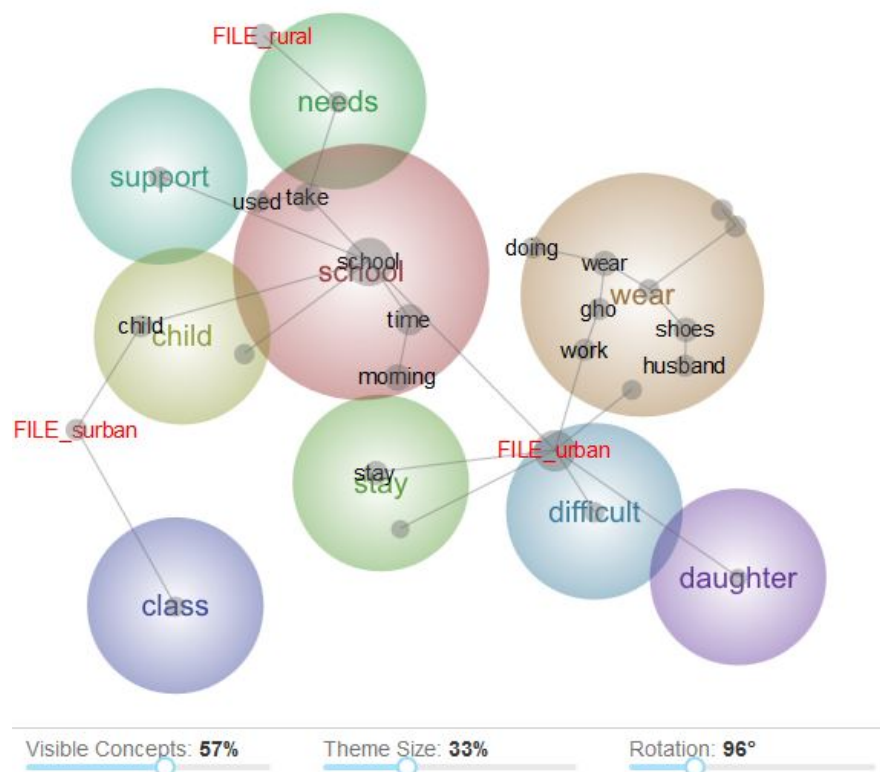 FILE_rural
needs
support
used
take
school
school
doing
wear
wear
gho
child
child
time
shoes
work
husband
morning
FILE_surban
FILE_urban
stay
stay
difficult
daughter
class
Visible Concepts: 57%
Theme Size: 33%
Rotation: 96°